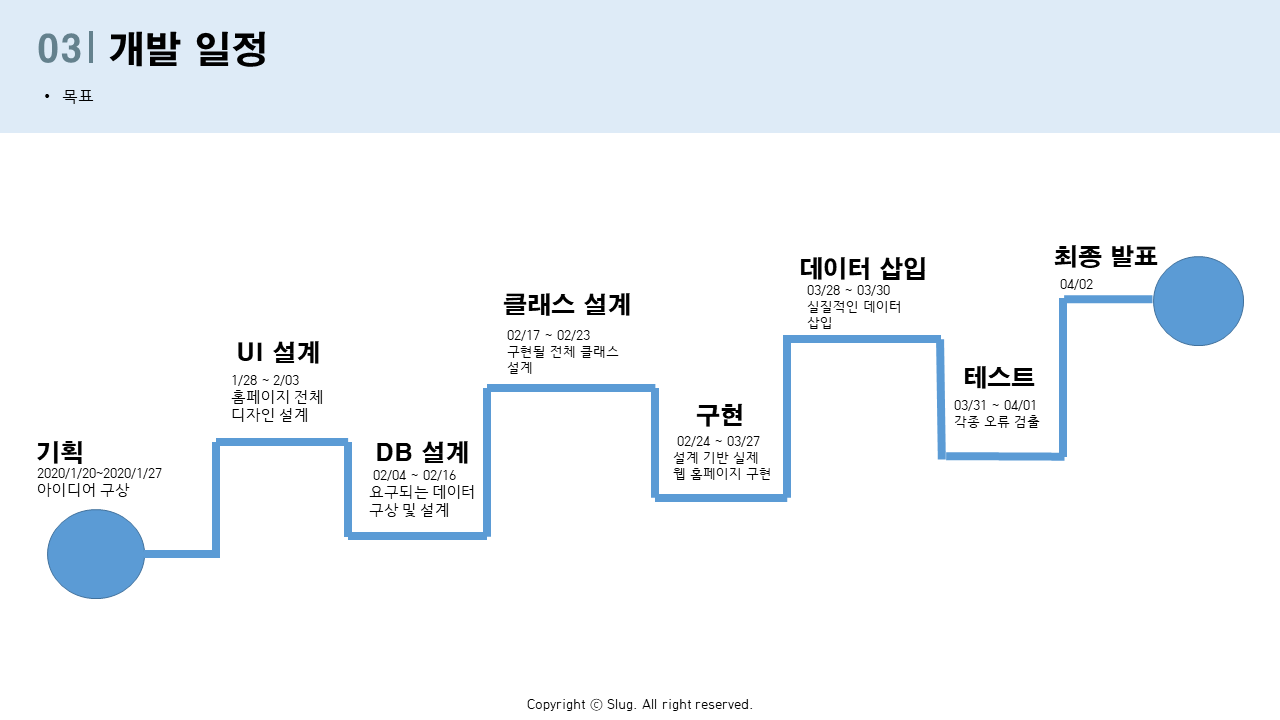 03| 개발 일정
• 목표
기획
2020/1/20~2020/1/27
아이디어 구상
UI 설계
1/28 ~ 2/03
홈페이지 전체
디자인 설계
DB 설계
02/04 ~ 02/16
요구되는 데이터
구상 및 설계
클래스 설계
02/17 ~ 02/23
구현될 전체 클래스
설계
구현
02/24 ~ 03/27
설계 기반 실제
웹 홈페이지 구현
데이터 삽입
03/28 ~ 03/30
실질적인 데이터
삽입
테스트
03/31 ~ 04/01
각종 오류 검출
최종 발표
04/02
Copyright ⓒ Slug. All right reserved.